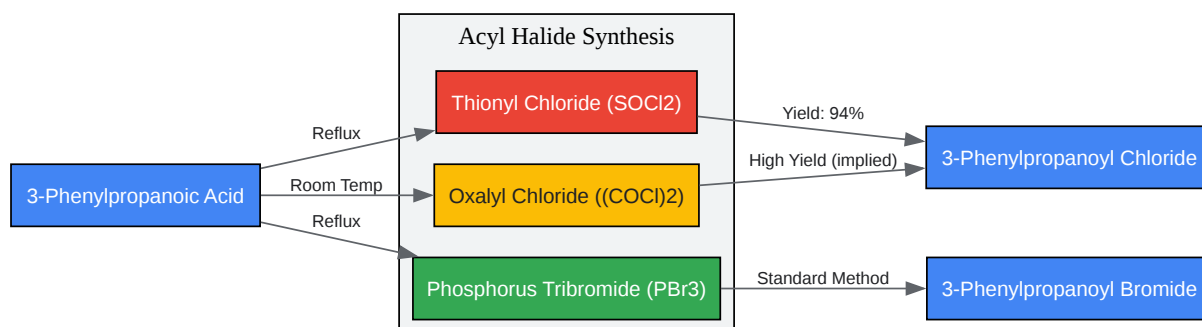 Acyl Halide Synthesis
Thionyl Chloride (SOCl2)
Yield: 94%
Reflux
High Yield (implied)
3-Phenylpropanoyl Chloride
3-Phenylpropanoic Acid
Room Temp
Oxalyl Chloride ((COCl)2)
Reflux
Phosphorus Tribromide (PBr3)
Standard Method
3-Phenylpropanoyl Bromide